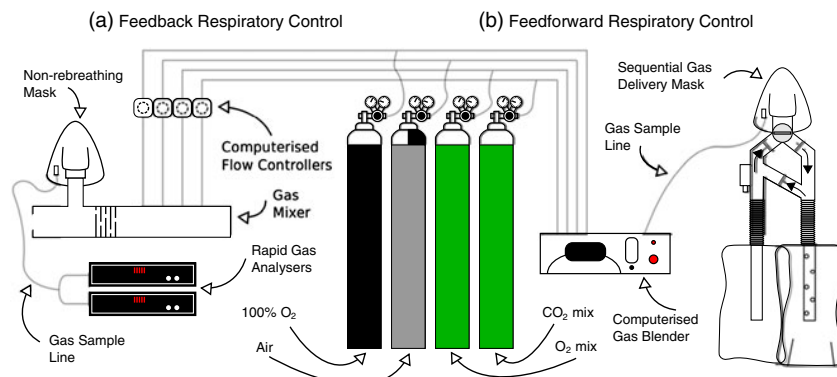 (a) Feedback Respiratory Control
(b) Feedforward Respiratory Control
Non-rebreathing
Mask
Computerised
Flow Controllers
Gas
Mixer
Rapid Gas
Analysers
Gas Sample
Line
100% O₂
Air
Sequential Gas
Delivery Mask
Gas Sample
Line
CO₂ mix
O₂ mix
Computerised
Gas Blender